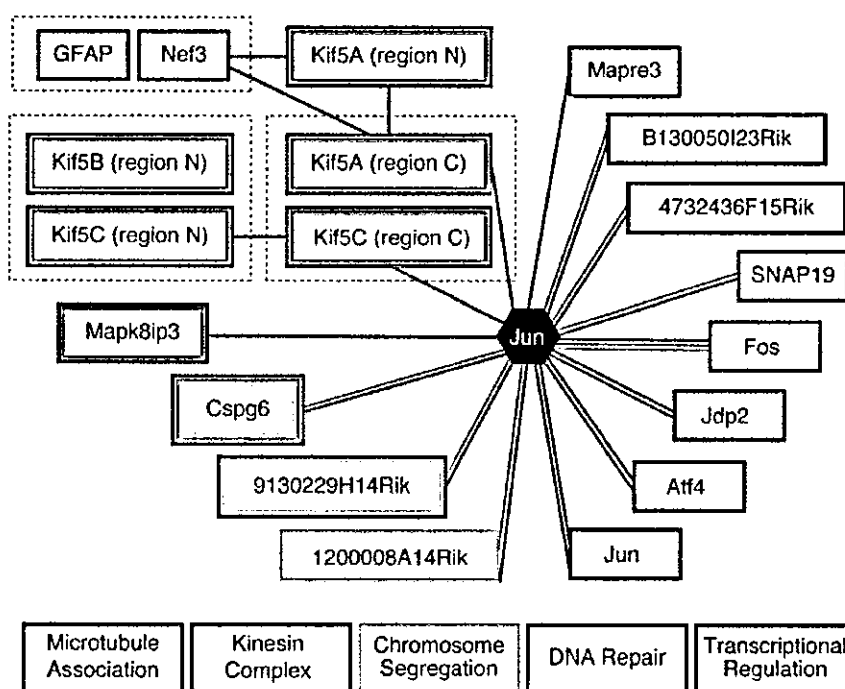 GFAP
Nef3
Kif5A (region N)
Mapre3
B130050I23Rik
Kif5B (region N)
Kif5A (region C)
4732436F15Rik
Kif5C (region N)
Kif5C (region C)
SNAP19
Mapk8ip3
Jun
Fos
Cspg6
Jdp2
9130229H14Rik
Atf4
1200008A14Rik
Jun
Microtubule
Association
Kinesin
Complex
Chromosome
Segregation
DNA Repair
Transcriptional
Regulation